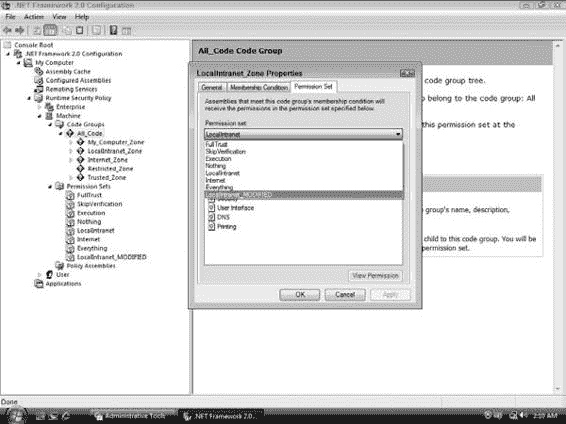 .NET Framework 2.0 Configuration
File Action View Help
Console Root
.NET Framework 2.0 Configuration
My Computer
Assembly Cache
Configured Assemblies
Remoting Services
Runtime Security Policy
Enterprise
Machine
Code Groups
All_Code
My_Computer_Zone
LocalIntranet_Zone
Internet_Zone
Restricted_Zone
Trusted_Zone
Permission Sets
FullTrust
SkipVerification
Execution
Nothing
LocalIntranet
Internet
Everything
LocalIntranet_MODIFIED
Policy Assemblies
User
Applications
All_Code Code Group
code group tree.
belong to the code group: All
this permission set at the
group's name, description,
child to this code group. You will be
permission set.
LocalIntranet_Zone Properties
General Membership Condition Permission Set
Assemblies that meet this code group's membership condition will
receive the permissions in the permission set specified below.
Permission set:
LocalIntranet
FullTrust
SkipVerification
Execution
Nothing
LocalIntranet
Internet
Everything
LocalIntranet_MODIFIED
User Interface
DNS
Printing
View Permission
OK Cancel Apply
Done
Administrative Tools .NET Framework 2.0...